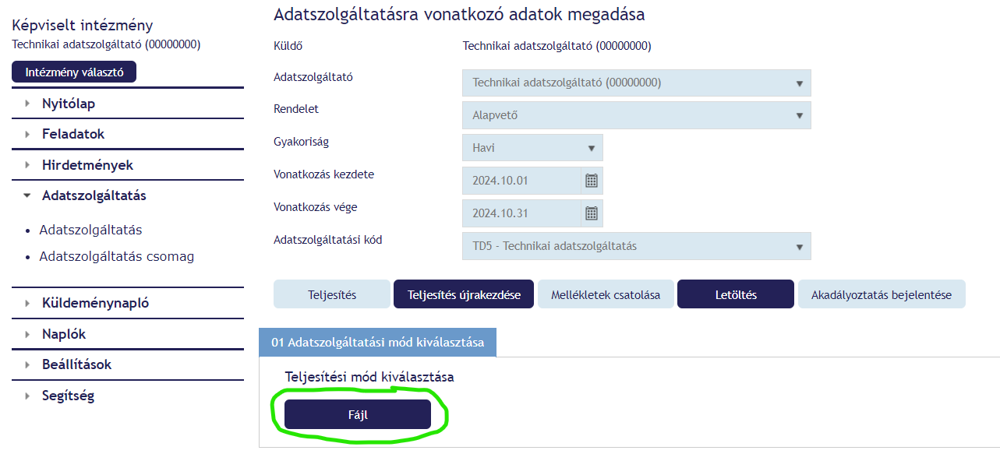 Képviselt intézmény
Technikai adatszolgáltató (00000000)
Intézmény választó
Nyitólap
Feladatok
Hirdetmények
Adatszolgáltatás
Adatszolgáltatás
Adatszolgáltatás csomag
Küldeménynapló
Naplók
Beállítások
Segítség
Adatszolgáltatásra vonatkozó adatok megadása
Küldő Technikai adatszolgáltató (00000000)
Adatszolgáltató Technikai adatszolgáltató (00000000)
Rendelet Alapvető
Gyakoriság Havi
Vonatkozás kezdete 2024.10.01
Vonatkozás vége 2024.10.31
Adatszolgáltatási kód TD5 - Technikai adatszolgáltatás
Teljesítés Teljesítés újrakezdése Mellékletek csatolása Letöltés Akadályoztatás bejelentése
01 Adatszolgáltatási mód kiválasztása
Teljesítési mód kiválasztása
Fájl